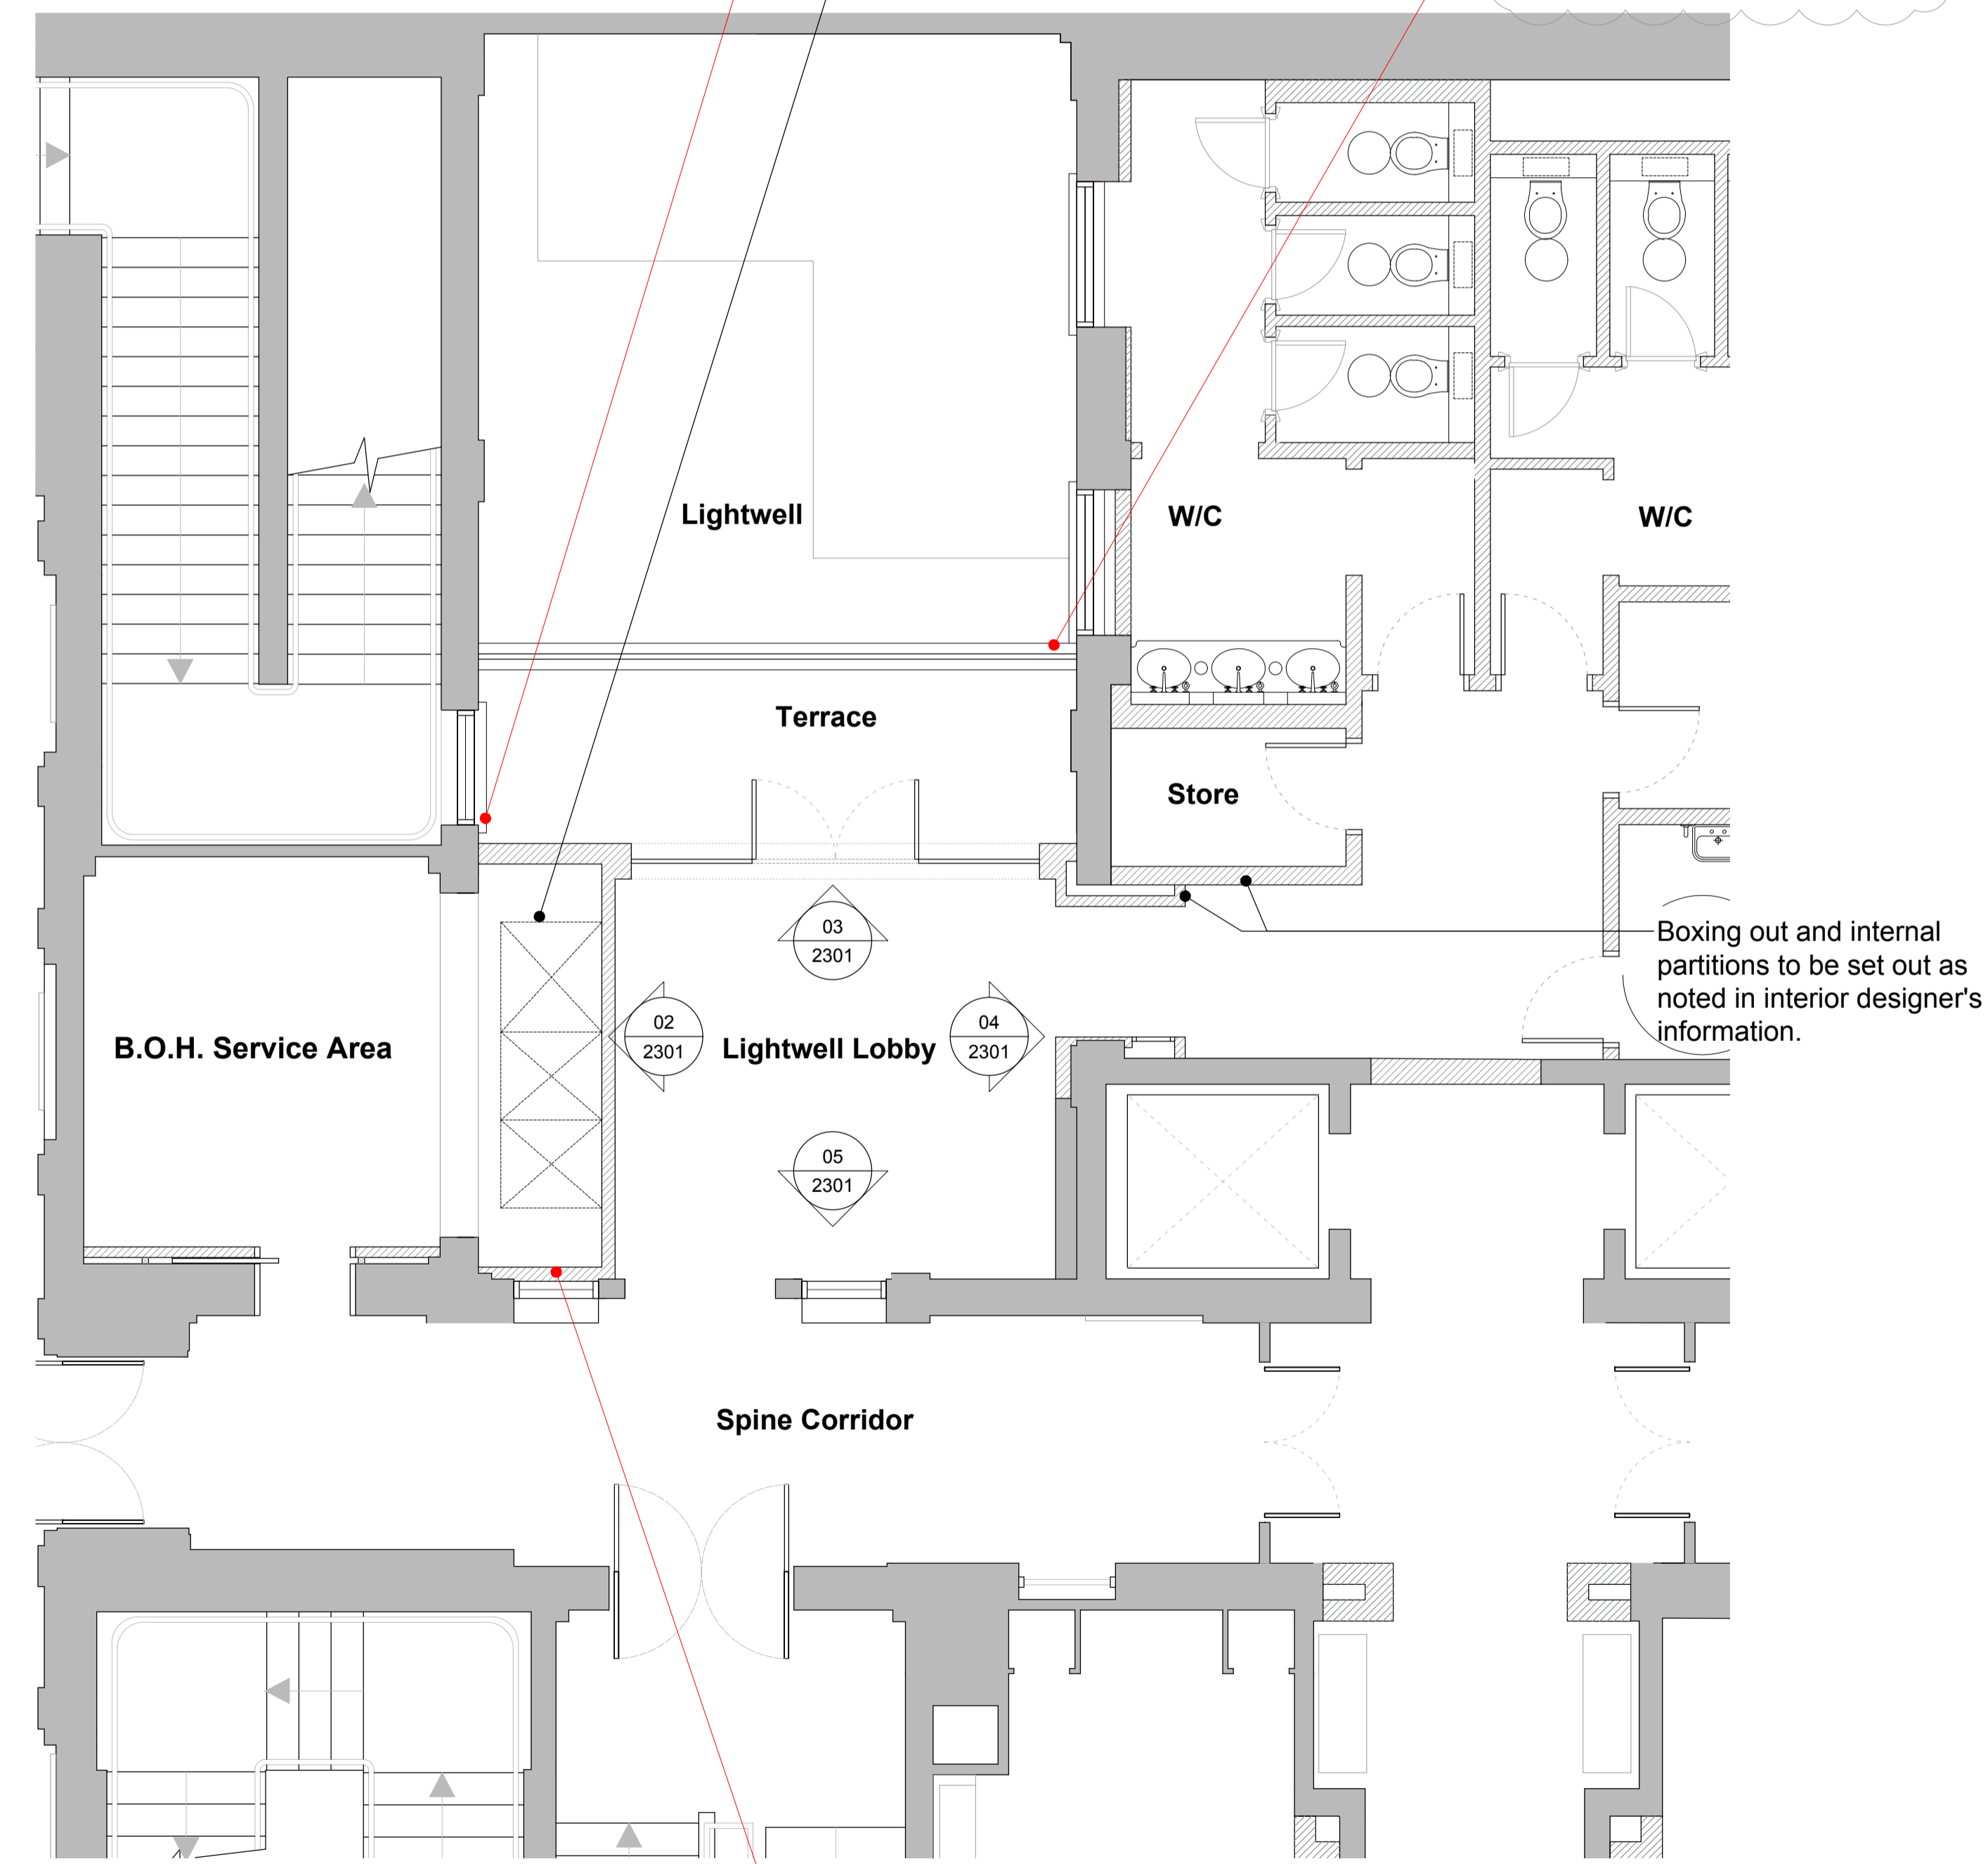 Lightwell
W/C
W/C
Terrace
Store
03
2301
Boxing out and internal
partitions to be set out as
noted in interior designer's
information.
02
2301
04
2301
B.O.H. Service Area
Lightwell Lobby
05
2301
Spine Corridor